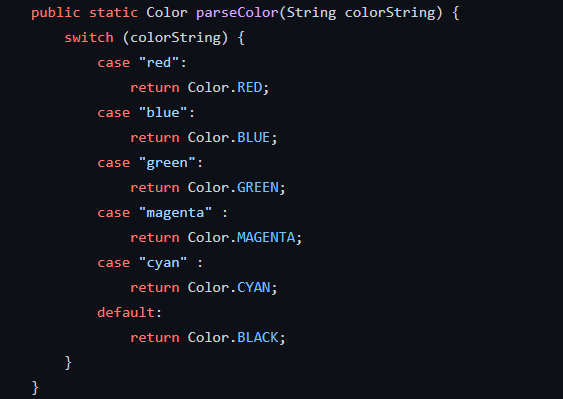 public static Color parseColor(String colorString) {
    switch (colorString) {
        case "red":
            return Color.RED;
        case "blue":
            return Color.BLUE;
        case "green":
            return Color.GREEN;
        case "magenta" :
            return Color.MAGENTA;
        case "cyan" :
            return Color.CYAN;
        default:
            return Color.BLACK;
    }
}